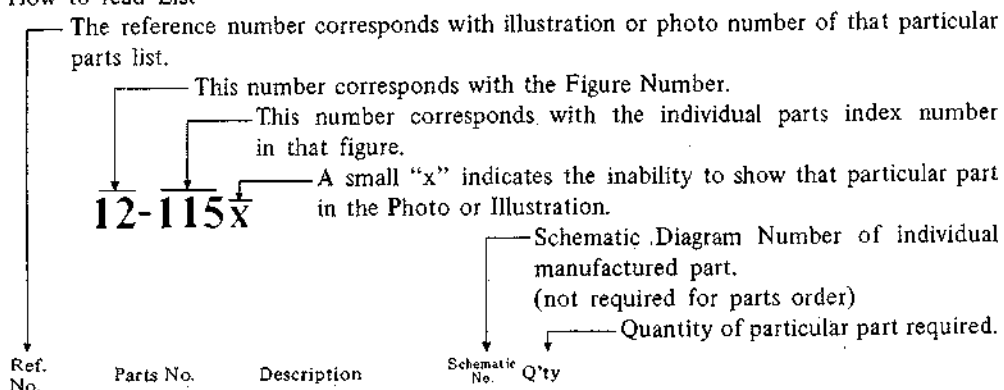 How to read List
The reference number corresponds with illustration or photo number of that particular
parts list.
This number corresponds with the Figure Number.
This number corresponds with the individual parts index number
in that figure.
A small “x” indicates the inability to show that particular part
in the Photo or Illustration.
12-115x
Schematic Diagram Number of individual
manufactured part.
(not required for parts order)
Quantity of particular part required.
Ref. No. Parts No. Description Schematic No. Q'ty